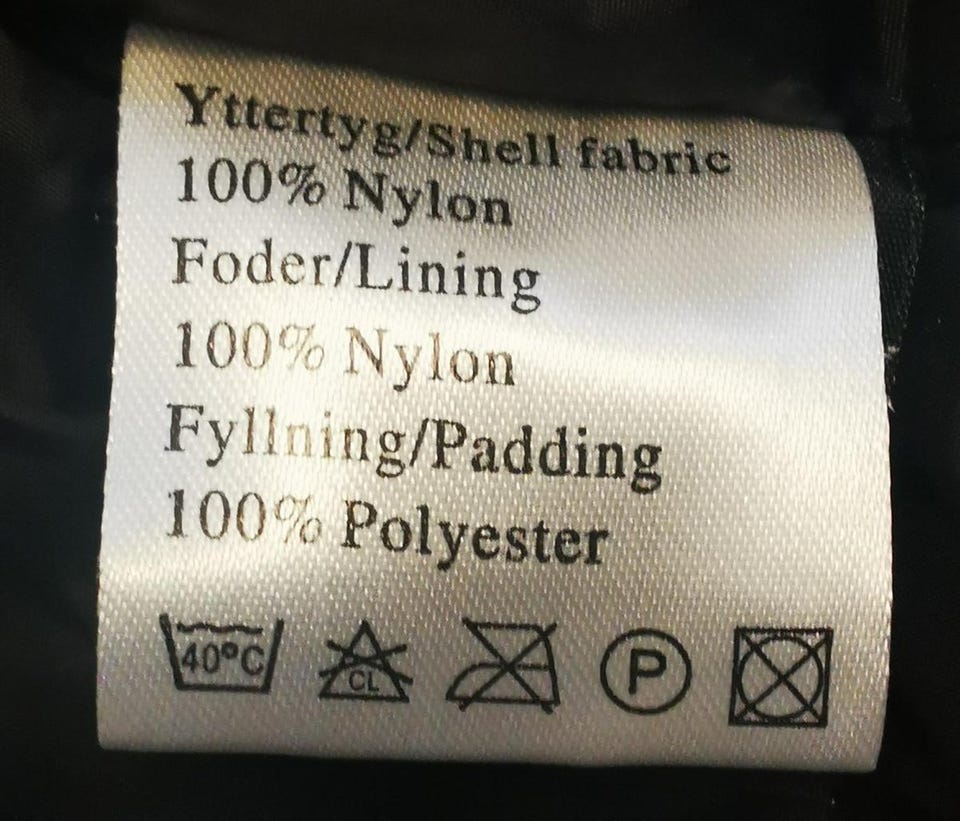 Yttertyg/Shell fabric
100% Nylon
Foder/Lining
100% Nylon
Fyllning/Padding
100% Polyester
40°C CL P